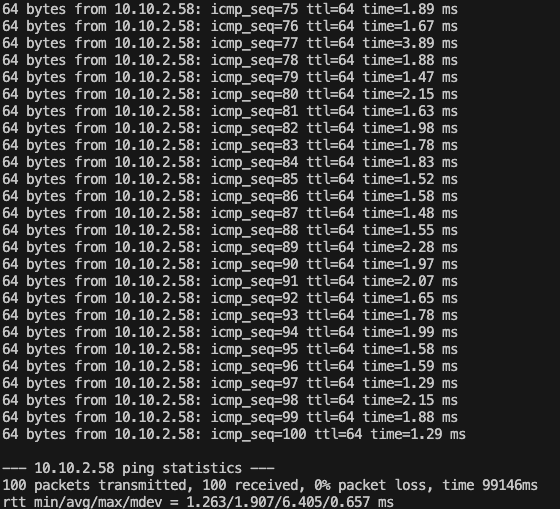 64 bytes from 10.10.2.58: icmp_seq=75 ttl=64 time=1.89 ms
64 bytes from 10.10.2.58: icmp_seq=76 ttl=64 time=1.67 ms
64 bytes from 10.10.2.58: icmp_seq=77 ttl=64 time=3.89 ms
64 bytes from 10.10.2.58: icmp_seq=78 ttl=64 time=1.88 ms
64 bytes from 10.10.2.58: icmp_seq=79 ttl=64 time=1.47 ms
64 bytes from 10.10.2.58: icmp_seq=80 ttl=64 time=2.15 ms
64 bytes from 10.10.2.58: icmp_seq=81 ttl=64 time=1.63 ms
64 bytes from 10.10.2.58: icmp_seq=82 ttl=64 time=1.98 ms
64 bytes from 10.10.2.58: icmp_seq=83 ttl=64 time=1.78 ms
64 bytes from 10.10.2.58: icmp_seq=84 ttl=64 time=1.83 ms
64 bytes from 10.10.2.58: icmp_seq=85 ttl=64 time=1.52 ms
64 bytes from 10.10.2.58: icmp_seq=86 ttl=64 time=1.58 ms
64 bytes from 10.10.2.58: icmp_seq=87 ttl=64 time=1.48 ms
64 bytes from 10.10.2.58: icmp_seq=88 ttl=64 time=1.55 ms
64 bytes from 10.10.2.58: icmp_seq=89 ttl=64 time=2.28 ms
64 bytes from 10.10.2.58: icmp_seq=90 ttl=64 time=1.97 ms
64 bytes from 10.10.2.58: icmp_seq=91 ttl=64 time=2.07 ms
64 bytes from 10.10.2.58: icmp_seq=92 ttl=64 time=1.65 ms
64 bytes from 10.10.2.58: icmp_seq=93 ttl=64 time=1.78 ms
64 bytes from 10.10.2.58: icmp_seq=94 ttl=64 time=1.99 ms
64 bytes from 10.10.2.58: icmp_seq=95 ttl=64 time=1.58 ms
64 bytes from 10.10.2.58: icmp_seq=96 ttl=64 time=1.59 ms
64 bytes from 10.10.2.58: icmp_seq=97 ttl=64 time=1.29 ms
64 bytes from 10.10.2.58: icmp_seq=98 ttl=64 time=2.15 ms
64 bytes from 10.10.2.58: icmp_seq=99 ttl=64 time=1.88 ms
64 bytes from 10.10.2.58: icmp_seq=100 ttl=64 time=1.29 ms
--- 10.10.2.58 ping statistics ---
100 packets transmitted, 100 received, 0% packet loss, time 99146ms
rtt min/avg/max/mdev = 1.263/1.907/6.405/0.657 ms